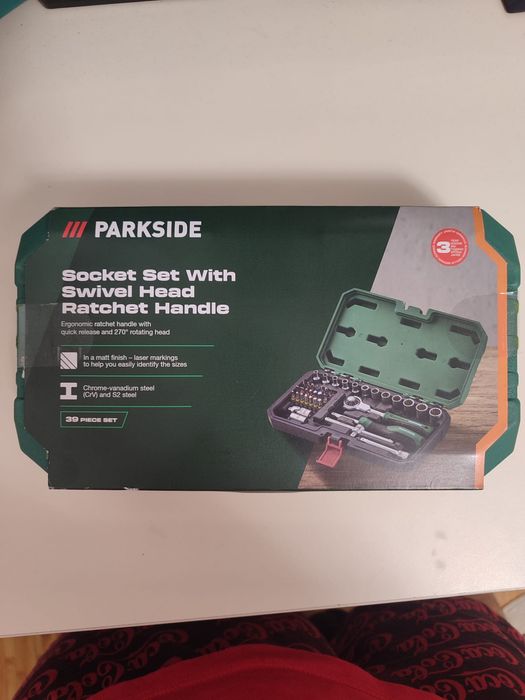 PARKSIDE
Socket Set With
Swivel Head
Ratchet Handle
Ergonomic ratchet handle with
quick release and 270° rotating head
In a matt finish – laser markings
to help you easily identify the sizes
Chrome-vanadium steel
(CrV) and S2 steel
39 PIECE SET
3
Coca-Cola